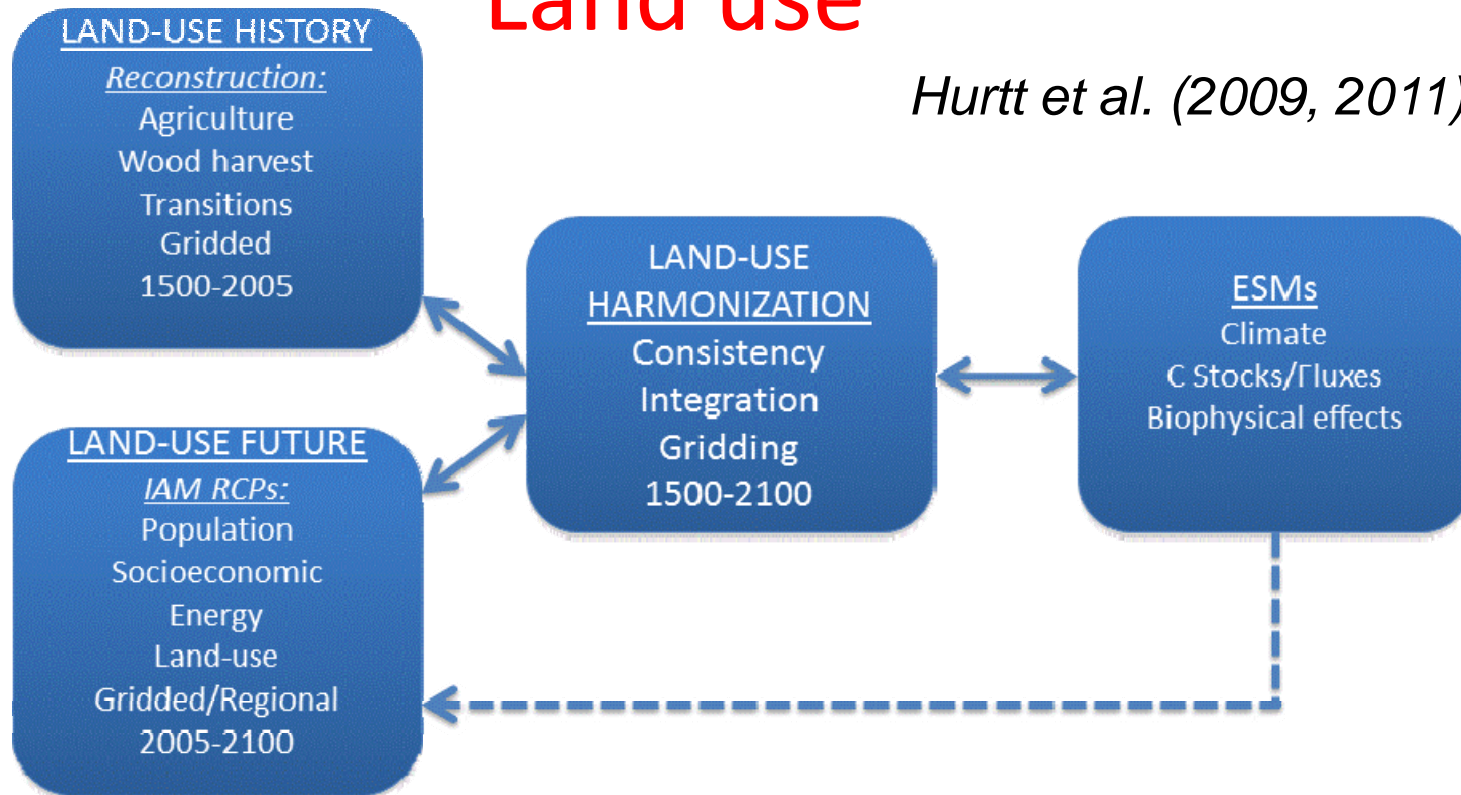 Land use
Hurtt et al. (2009, 2011)
LAND-USE HISTORY
Reconstruction:
Agriculture
Wood harvest
Transitions
Gridded
1500-2005
LAND-USE FUTURE
IAM RCPs:
Population
Socioeconomic
Energy
Land-use
Gridded/Regional
2005-2100
LAND-USE
HARMONIZATION
Consistency
Integration
Gridding
1500-2100
ESMs
Climate
C Stocks/Fluxes
Biophysical effects